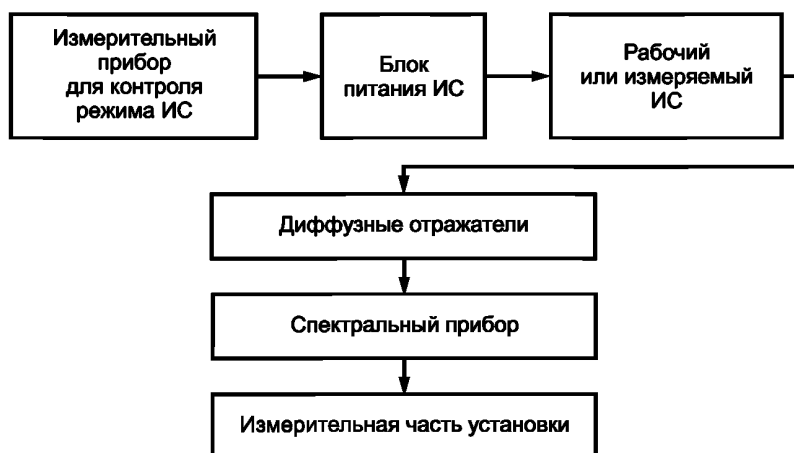 Измерительный
прибор
для контроля
режима ИС
Блок
питания ИС
Рабочий
или измеряемый
ИС
Диффузные отражатели
Спектральный прибор
Измерительная часть установки